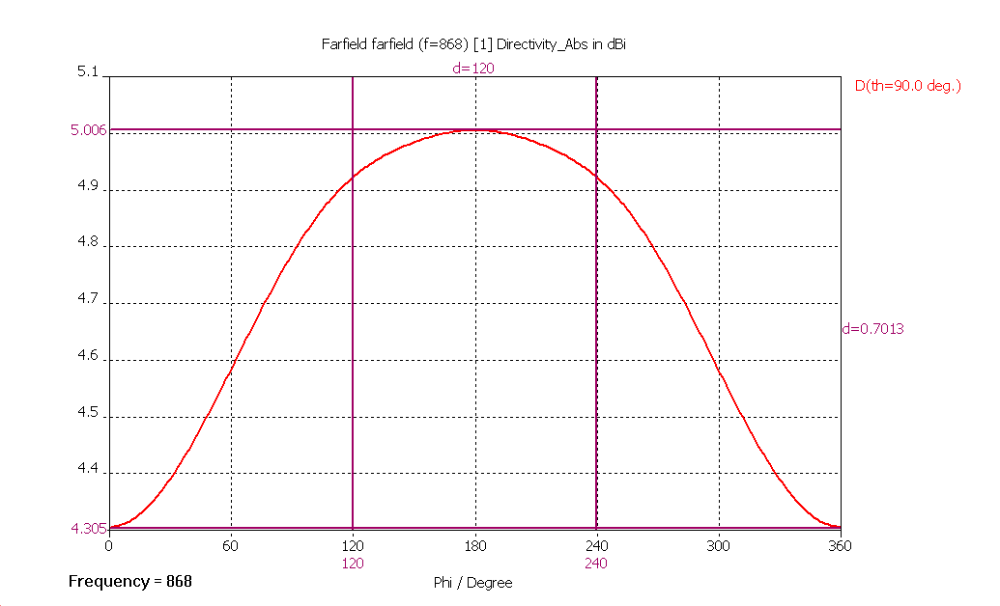 Farfield farfield (f=868) [1] Directivity_Abs in dBi
d=120
5.1
D(th=90.0 deg.)
5.006
4.9
4.8
4.7
d=0.7013
4.6
4.5
4.4
4.305
0 60 120 180 240 300 360
120 240
Frequency = 868
Phi / Degree